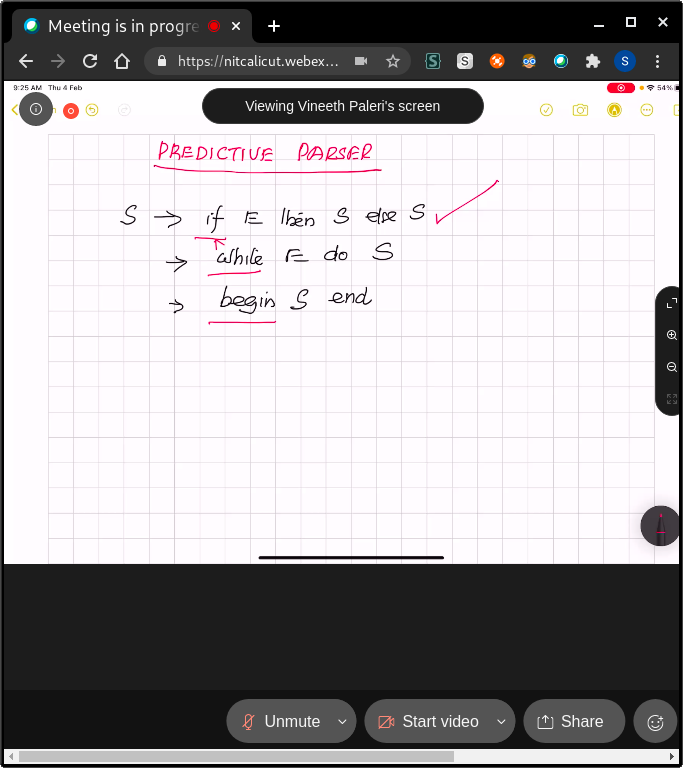 Meeting is in progre
https://nitcalicut.webex...
S
S
S
9:25 AM Thu 4 Feb
54%
Viewing Vineeth Paleri's screen
PREDICTIVE PARSER
S → if E then S else S
→ while E do S
→ begin S end
Unmute
Start video
Share